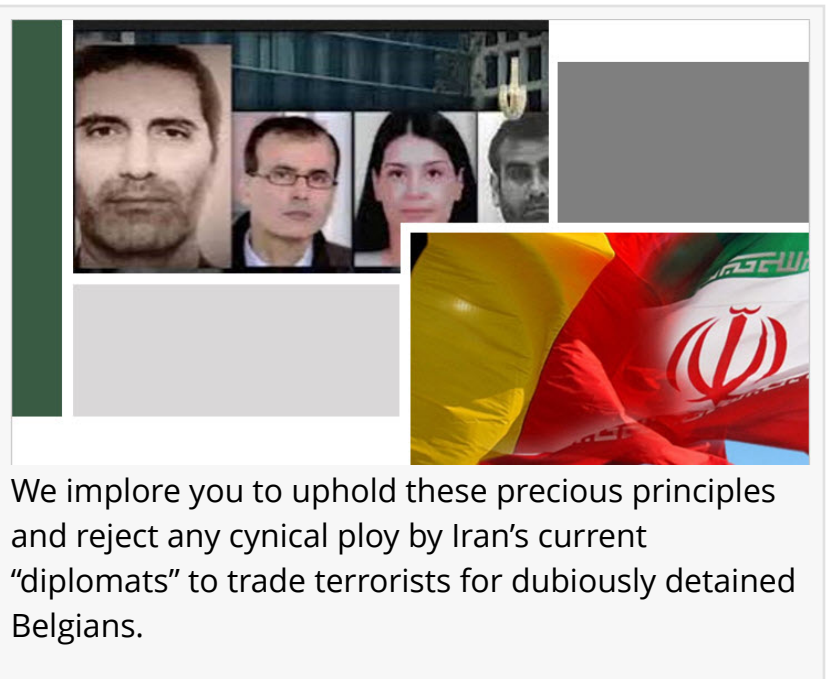 We implore you to uphold these precious principles
and reject any cynical ploy by Iran’s current
“diplomats” to trade terrorists for dubiously detained
Belgians.